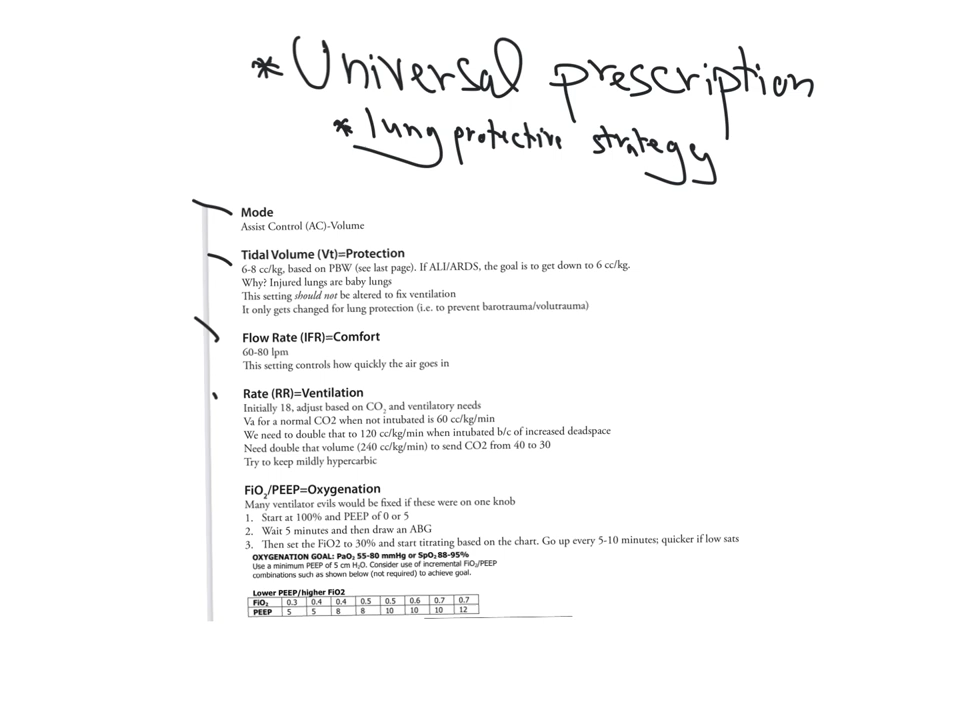 * Universal prescription
* lung protective strategy
Mode
Assist Control (AC)-Volume
Tidal Volume (Vt)=Protection
6-8 cc/kg, based on PBW (see last page). If ALI/ARDS, the goal is to get down to 6 cc/kg.
Why? Injured lungs are baby lungs
This setting should not be altered to fix ventilation
It only gets changed for lung protection (i.e. to prevent barotrauma/volutrauma)
Flow Rate (IFR)=Comfort
60-80 lpm
This setting controls how quickly the air goes in
Rate (RR)=Ventilation
Initially 18, adjust based on CO₂ and ventilatory needs
Va for a normal CO2 when not intubated is 60 cc/kg/min
We need to double that to 120 cc/kg/min when intubated b/c of increased deadspace
Need double that volume (240 cc/kg/min) to send CO2 from 40 to 30
Try to keep mildly hypercarbic
FiO₂/PEEP=Oxygenation
Many ventilator evils would be fixed if these were on one knob
1. Start at 100% and PEEP of 0 or 5
2. Wait 5 minutes and then draw an ABG
3. Then set the FiO2 to 30% and start titrating based on the chart. Go up every 5-10 minutes; quicker if low sats
OXYGENATION GOAL: PaO₂ 55-80 mmHg or SpO₂ 88-95%
Use a minimum PEEP of 5 cm H₂O. Consider use of incremental FiO₂/PEEP
combinations such as shown below (not required) to achieve goal.
Lower PEEP/higher FiO2
FiO₂ 0.3 0.4 0.4 0.5 0.5 0.6 0.7 0.7
PEEP 5 5 8 8 10 10 10 12